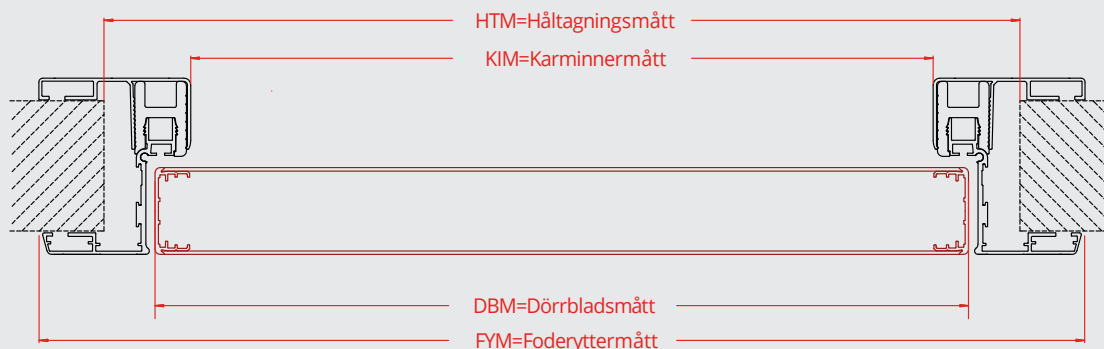 HTM=Håltagningsmått
KIM=Karminnermått
DBM=Dörrbladsmått
FYM=Foderyttermått